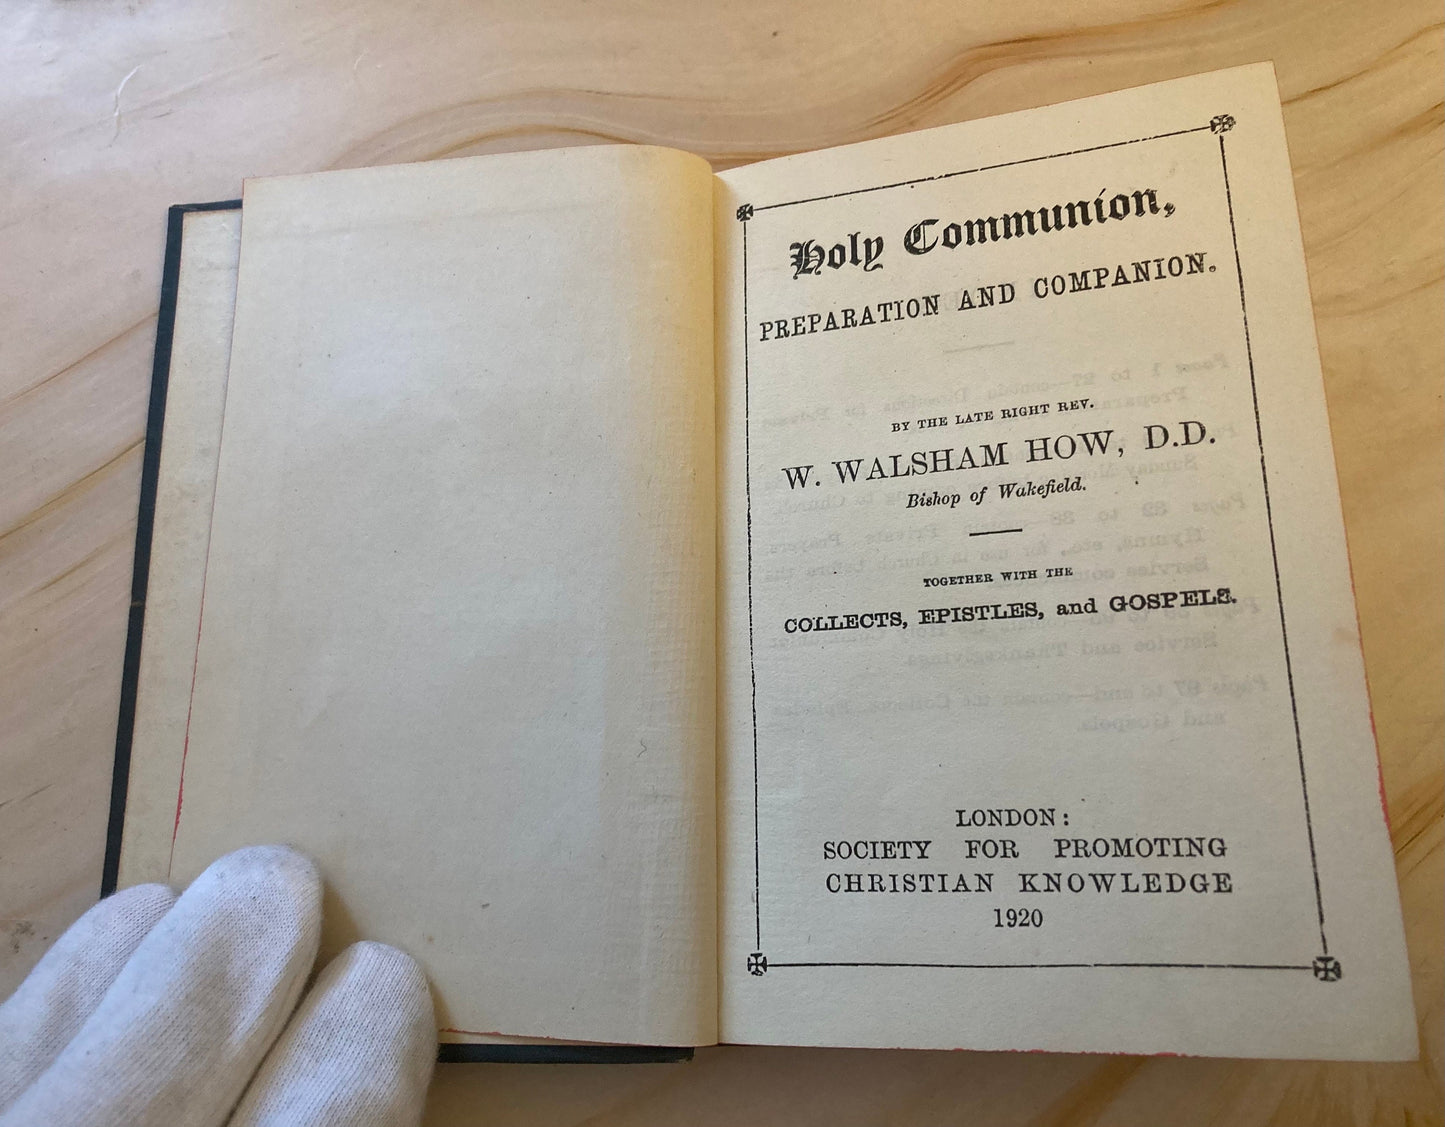 Holy Communion,
PREPARATION AND COMPANION.
BY THE LATE RIGHT REV.
W. WALSHAM HOW, D.D.
Bishop of Wakefield.
TOGETHER WITH THE
COLLECTS, EPISTLES, and GOSPELS.
LONDON:
SOCIETY FOR PROMOTING
CHRISTIAN KNOWLEDGE
1920